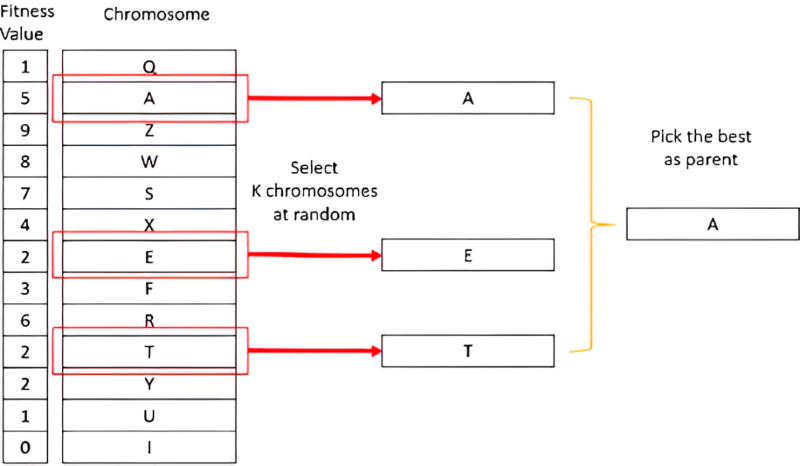 Fitness Value Chromosome
1 Q
5 A
9 Z
8 W
7 S
4 X
2 E
3 F
6 R
2 T
2 Y
1 U
0 I
Select
K chromosomes
at random
A
E
T
Pick the best
as parent
A